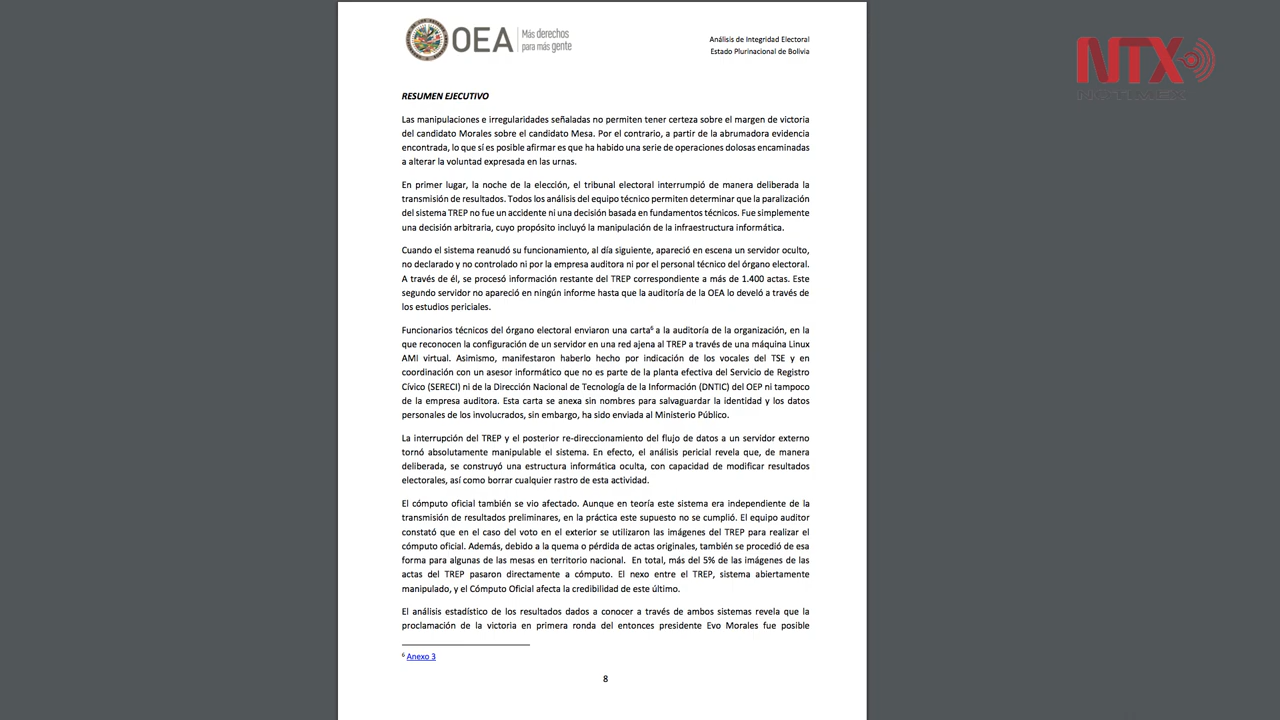 OEA
Más derechos
para más gente
Análisis de Integridad Electoral
Estado Plurinacional de Bolivia
NTX
NOTIMEX
RESUMEN EJECUTIVO
Las manipulaciones e irregularidades señaladas no permiten tener certeza sobre el margen de victoria
del candidato Morales sobre el candidato Mesa. Por el contrario, a partir de la abrumadora evidencia
encontrada, lo que sí es posible afirmar es que ha habido una serie de operaciones dolosas encaminadas
a alterar la voluntad expresada en las urnas.
En primer lugar, la noche de la elección, el tribunal electoral interrumpió de manera deliberada la
transmisión de resultados. Todos los análisis del equipo técnico permiten determinar que la paralización
del sistema TREP no fue un accidente ni una decisión basada en fundamentos técnicos. Fue simplemente
una decisión arbitraria, cuyo propósito incluyó la manipulación de la infraestructura informática.
Cuando el sistema reanudó su funcionamiento, al día siguiente, apareció en escena un servidor oculto,
no declarado y no controlado ni por la empresa auditora ni por el personal técnico del órgano electoral.
A través de él, se procesó información restante del TREP correspondiente a más de 1.400 actas. Este
segundo servidor no apareció en ningún informe hasta que la auditoría de la OEA lo develó a través de
los estudios periciales.
Funcionarios técnicos del órgano electoral enviaron una carta⁶ a la auditoría de la organización, en la
que reconocen la configuración de un servidor en una red ajena al TREP a través de una máquina Linux
AMI virtual. Asimismo, manifestaron haberlo hecho por indicación de los vocales del TSE y en
coordinación con un asesor informático que no es parte de la planta efectiva del Servicio de Registro
Cívico (SERECI) ni de la Dirección Nacional de Tecnología de la Información (DNTIC) del OEP ni tampoco
de la empresa auditora. Esta carta se anexa sin nombres para salvaguardar la identidad y los datos
personales de los involucrados, sin embargo, ha sido enviada al Ministerio Público.
La interrupción del TREP y el posterior re-direccionamiento del flujo de datos a un servidor externo
tornó absolutamente manipulable el sistema. En efecto, el análisis pericial revela que, de manera
deliberada, se construyó una estructura informática oculta, con capacidad de modificar resultados
electorales, así como borrar cualquier rastro de esta actividad.
El cómputo oficial también se vio afectado. Aunque en teoría este sistema era independiente de la
transmisión de resultados preliminares, en la práctica este supuesto no se cumplió. El equipo auditor
constató que en el caso del voto en el exterior se utilizaron las imágenes del TREP para realizar el
cómputo oficial. Además, debido a la quema o pérdida de actas originales, también se procedió de esa
forma para algunas de las mesas en territorio nacional. En total, más del 5% de las imágenes de las
actas del TREP pasaron directamente a cómputo. El nexo entre el TREP, sistema abiertamente
manipulado, y el Cómputo Oficial afecta la credibilidad de este último.
El análisis estadístico de los resultados dados a conocer a través de ambos sistemas revela que la
proclamación de la victoria en primera ronda del entonces presidente Evo Morales fue posible
⁶ Anexo 3
8